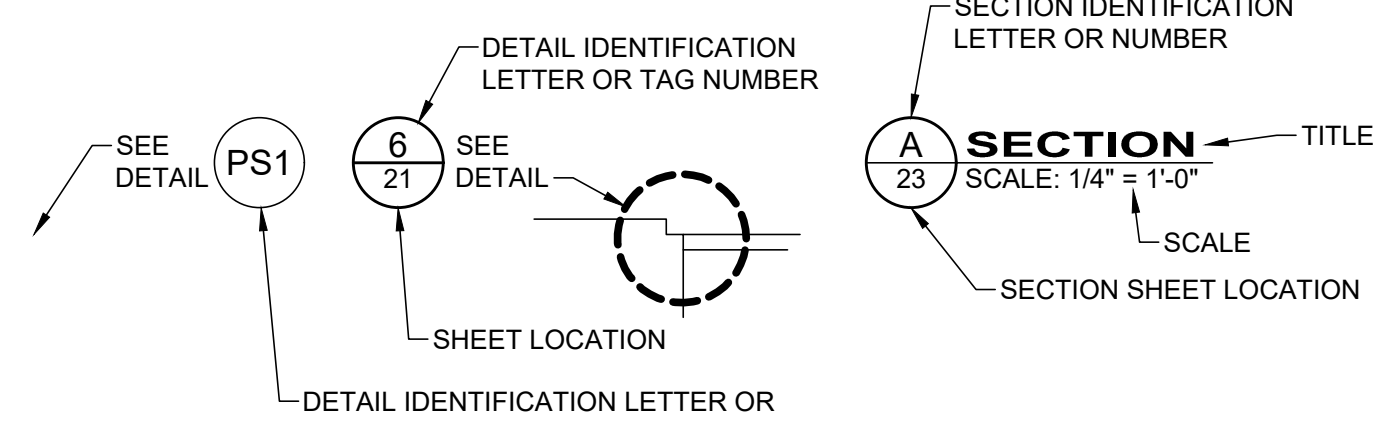 SECTION IDENTIFICATION
LETTER OR NUMBER
DETAIL IDENTIFICATION
LETTER OR TAG NUMBER
SEE
DETAIL
PS1
6
21
SEE
DETAIL
A
23
SECTION
SCALE: 1/4" = 1'-0"
TITLE
SCALE
SECTION SHEET LOCATION
SHEET LOCATION
DETAIL IDENTIFICATION LETTER OR